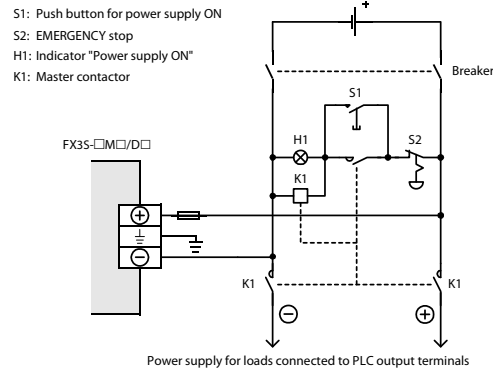 S1: Push button for power supply ON
S2: EMERGENCY stop
H1: Indicator "Power supply ON"
K1: Master contactor
+
Breaker
S1
FX3S-□M□/D□
H1
S2
K1
+
−
K1
K1
−
+
Power supply for loads connected to PLC output terminals